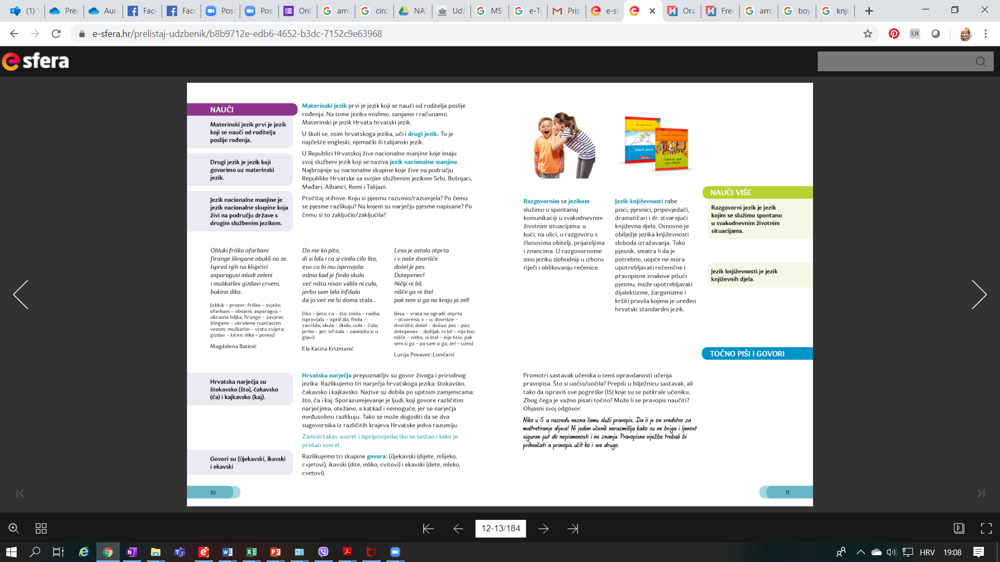 (1) Y
Preg
Aur
Face
Face
Post
Pos
Onl
arro
circ
NAS
Udž
MS
e-Tw
Pris
e-sf
Ora
Free
arro
boy
knji
e-sfera.hr/prelistaj-udzbenik/b8b9712e-edb6-4652-b3dc-7152c9e63968
3,14
e sfera
NAUČI
Materinski jezik prvi je jezik
koji se nauči od roditelja
poslije rođenja.
Drugi jezik je jezik koji
govorimo uz materinski
jezik.
Jezik nacionalne manjine je
jezik nacionalne skupine koja
živi na području države s
drugim službenim jezikom.
Materinski jezik prvi je jezik koji se nauči od roditelja poslije
rođenja. Na tome jeziku mislimo, sanjamo i računamo.
Materinski je jezik Hrvata hrvatski jezik.
U školi se, osim hrvatskoga jezika, uči i drugi jezik. To je
najčešće engleski, njemački ili talijanski jezik.
U Republici Hrvatskoj žive nacionalne manjine koje imaju
svoj službeni jezik koji se naziva jezik nacionalne manjine.
Najbrojnije su nacionalne skupine koje žive na području
Republike Hrvatske sa svojim službenim jezikom Srbi, Bošnjaci,
Mađari, Albanci, Romi i Talijani.
Pročitaj stihove. Koju si pjesmu razumio/razumjela? Po čemu
se pjesme razlikuju? Na kojem su narječju pjesme napisane? Po
čemu si to zaključio/zaključila?
Obluki friško ofarbani
firange šlingane obukli na se.
Ispred njih na klupčici
asparagusi mladi zeleni
i muškatlini gizdavi crveni,
bakina dika.
(obluk – prozor; friško – svježe;
ofarbani – obojeni; asparagus –
ukrasna biljka; firange – zavjese;
šlingane – ukrašene rupičastim
vezom; muškatlin – vrsta cvijeta;
gizdav – kićen; dika – ponos)
Magdalena Batinić
Da me ko pito,
di si bila i ca si cinila cilo lito,
evo ca bi mu isprovjala:
odma kad je finila skula
već ništa nison vidila ni cula,
jerbo sam bila infišala
da jo već ne bi doma stala...
(lito – ljeto; ca – što; cinila – radila;
isprovjala – ispričala; finila –
završila; skula – škola; cula – čula;
jerbo – jer; infišala – zamislila si u
glavi)
Ela Katina Krizmanić
Lesa je ostala otprta
i v naše dvorišče
došel je pes.
Dotepenec!
Ničiji ni bil,
nišče ga ni štel
pak sem si ga na kraju ja zel!
(lesa – vrata na ogradi; otprta
– otvorena; v – u; dvorišče –
dvorište; došel – došao; pes – pas;
dotepenec – došljak; ni bil – nije bio;
nišče – nitko; ni štel – nije htio; pak
sem si ga – pa sam si ga; zel – uzeo)
Lucija Posavec-Lončarić
Hrvatska narječja su
štokavsko (što), čakavsko
(ča) i kajkavsko (kaj).
Hrvatska narječja prepoznatljiv su govor živoga i prirodnog
jezika. Razlikujemo tri narječja hrvatskoga jezika: štokavsko,
čakavsko i kajkavsko. Nazive su dobila po upitnim zamjenicama:
što, ča i kaj. Sporazumijevanje je ljudi, koji govore različitim
narječjima, otežano, a katkad i nemoguće, jer se narječja
međusobno razlikuju. Tako se može dogoditi da se dva
sugovornika iz različitih krajeva Hrvatske jedva razumiju.
Zamisli takav susret i ispripovijedaj tko se sastao i kako je
prošao susret.
Govori su (i)jekavski, ikavski
i ekavski
Razlikujemo tri skupine govora: (i)jekavski (dijete, mlijeko,
cvjetovi), ikavski (dite, mliko, cvitovi) i ekavski (dete, mleko,
cvetovi).
10
Razgovornim se jezikom
služimo u spontanoj
komunikaciji u svakodnevnim
životnim situacijama: u
kući, na ulici, u razgovoru s
članovima obitelji, prijateljima
i znancima. U razgovornome
smo jeziku slobodniji u izboru
riječi i oblikovanju rečenice.
Jezik književnosti rabe
pisci, pjesnici, pripovjedači,
dramatičari i dr. stvarajući
književna djela. Osnovno je
obilježje jezika književnosti
sloboda izražavanja. Tako
pjesnik, smatra li da je
potrebno, uopće ne mora
upotrebljavati rečenične i
pravopisne znakove pišući
pjesmu, može upotrebljavati
dijalektizme, žargonizme i
kršiti pravila kojima je uređen
hrvatski standardni jezik.
NAUČI VIŠE
Razgovorni jezik je jezik
kojim se služimo spontano
u svakodnevnim životnim
situacijama.
Jezik književnosti je jezik
književnih djela.
TOČNO PIŠI I GOVORI
Promotri sastavak učenika o temi opravdanosti učenja
pravopisa. Što si uočio/uočila? Prepiši u bilježnicu sastavak, ali
tako da ispraviš sve pogreške (15) koje su se potkrale učeniku.
Zbog čega je važno pisati točno? Može li se pravopis naučiti?
Objasni svoj odgovor.
Niko u 5 a razredu nezna čemu služi pravopis. Da li je on sredstvo za
maltretiranje dijece! Ni jedan učenik nerazmišlja kako su ne briga i ljenost
siguran put do nepismenosti i ne znanja. Pravopisne viježbe trebali bi
prihvačati a pravopis učit ko i sve drugo.
11
12-13/184
HRV
19:08